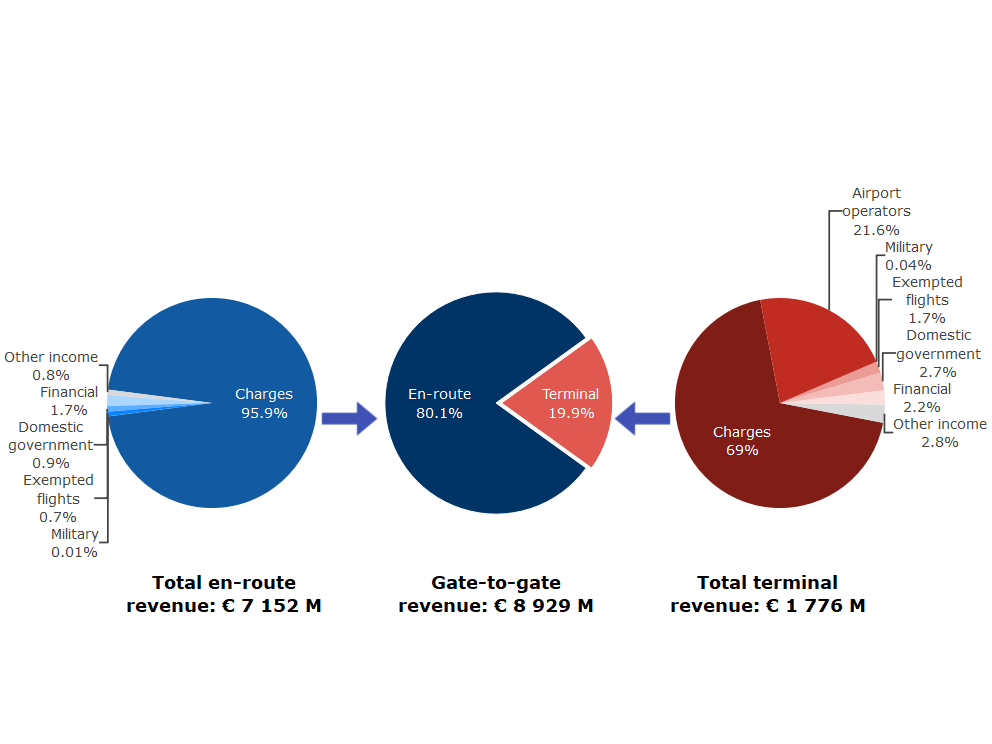 Other income
0.8%
Financial
1.7%
Domestic
government
0.9%
Exempted
flights
0.7%
Military
0.01%
Charges
95.9%
Total en-route
revenue: € 7 152 M
En-route
80.1%
Terminal
19.9%
Gate-to-gate
revenue: € 8 929 M
Airport
operators
21.6%
Military
0.04%
Exempted
flights
1.7%
Domestic
government
2.7%
Financial
2.2%
Other income
2.8%
Charges
69%
Total terminal
revenue: € 1 776 M